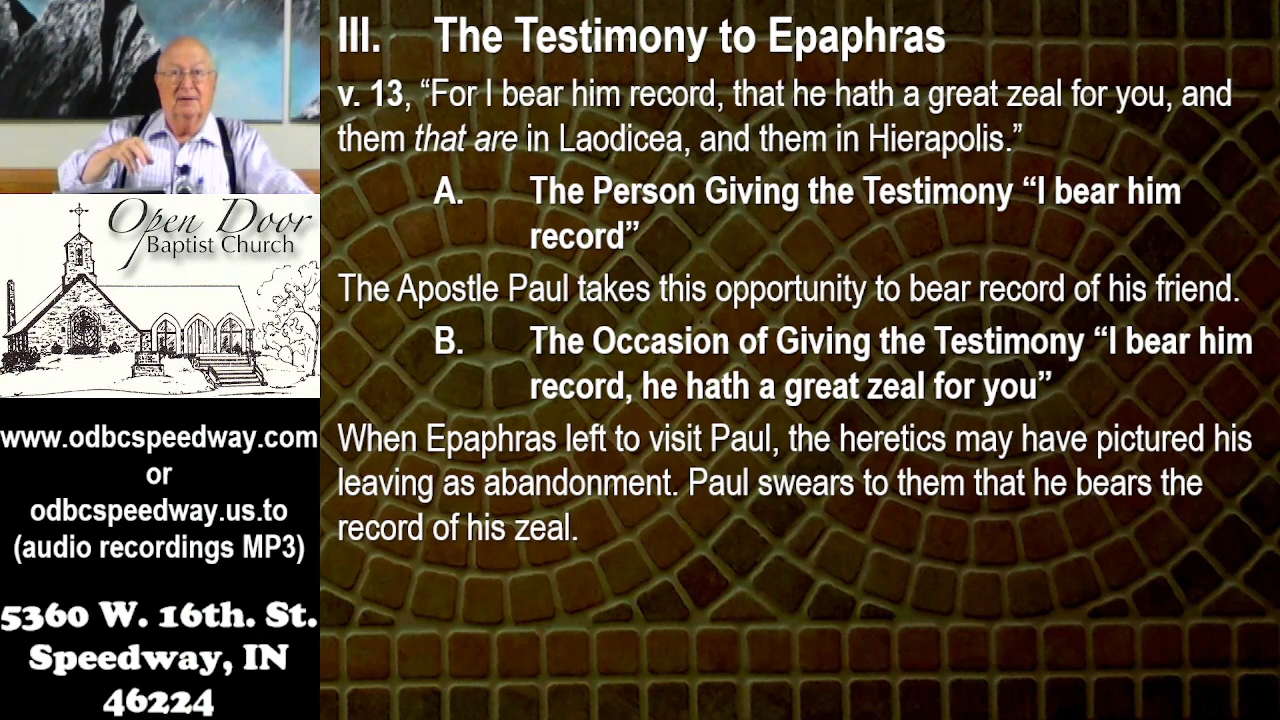 III. The Testimony to Epaphras
v. 13, “For I bear him record, that he hath a great zeal for you, and
them that are in Laodicea, and them in Hierapolis.”
A. The Person Giving the Testimony “I bear him
record”
The Apostle Paul takes this opportunity to bear record of his friend.
B. The Occasion of Giving the Testimony “I bear him
record, he hath a great zeal for you”
When Epaphras left to visit Paul, the heretics may have pictured his
leaving as abandonment. Paul swears to them that he bears the
record of his zeal.
Open Door
Baptist Church
www.odbcspeedway.com
or
odbcspeedway.us.to
(audio recordings MP3)
5360 W. 16th. St.
Speedway, IN
46224